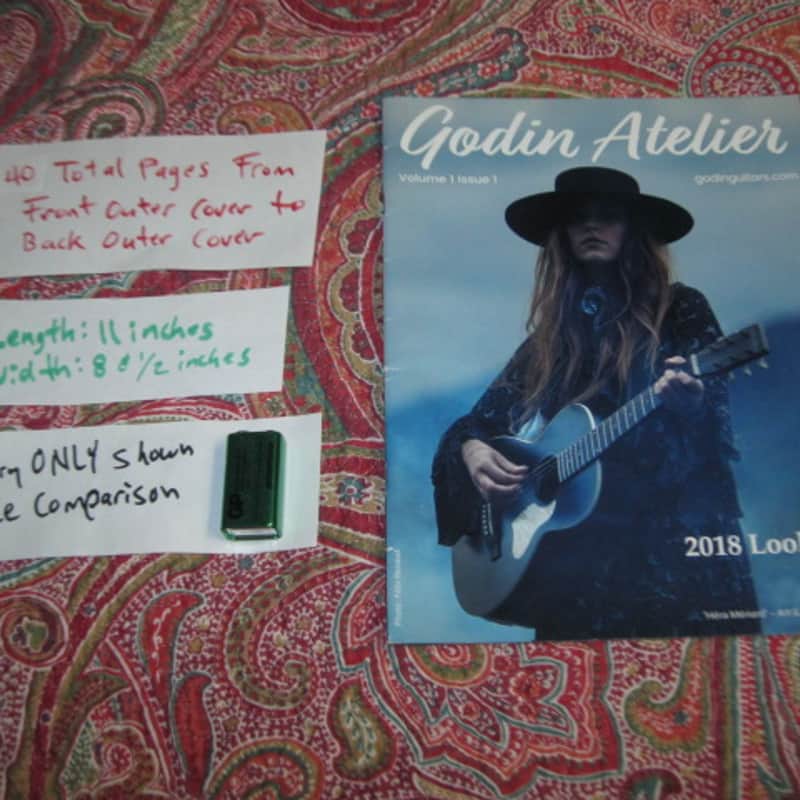 40 Total Pages From
Front Outer Cover to
Back Outer Cover
Length: 11 inches
Width: 8 & 1/2 inches
ONLY Shown
Comparison
Godin Atelier
Volume 1 Issue 1
godinguitars.com
2018 Loo